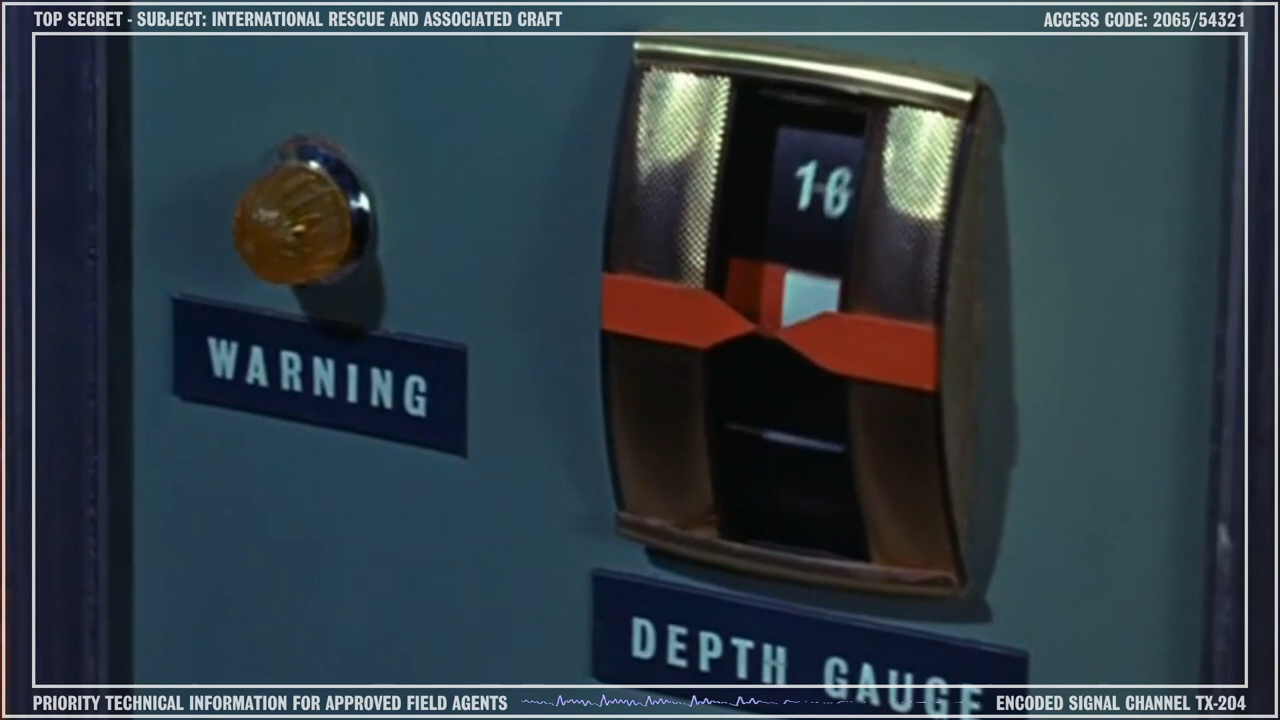 TOP SECRET - SUBJECT: INTERNATIONAL RESCUE AND ASSOCIATED CRAFT
ACCESS CODE: 2065/54321
16
WARNING
DEPTH GAUGE
PRIORITY TECHNICAL INFORMATION FOR APPROVED FIELD AGENTS
ENCODED SIGNAL CHANNEL TX-204